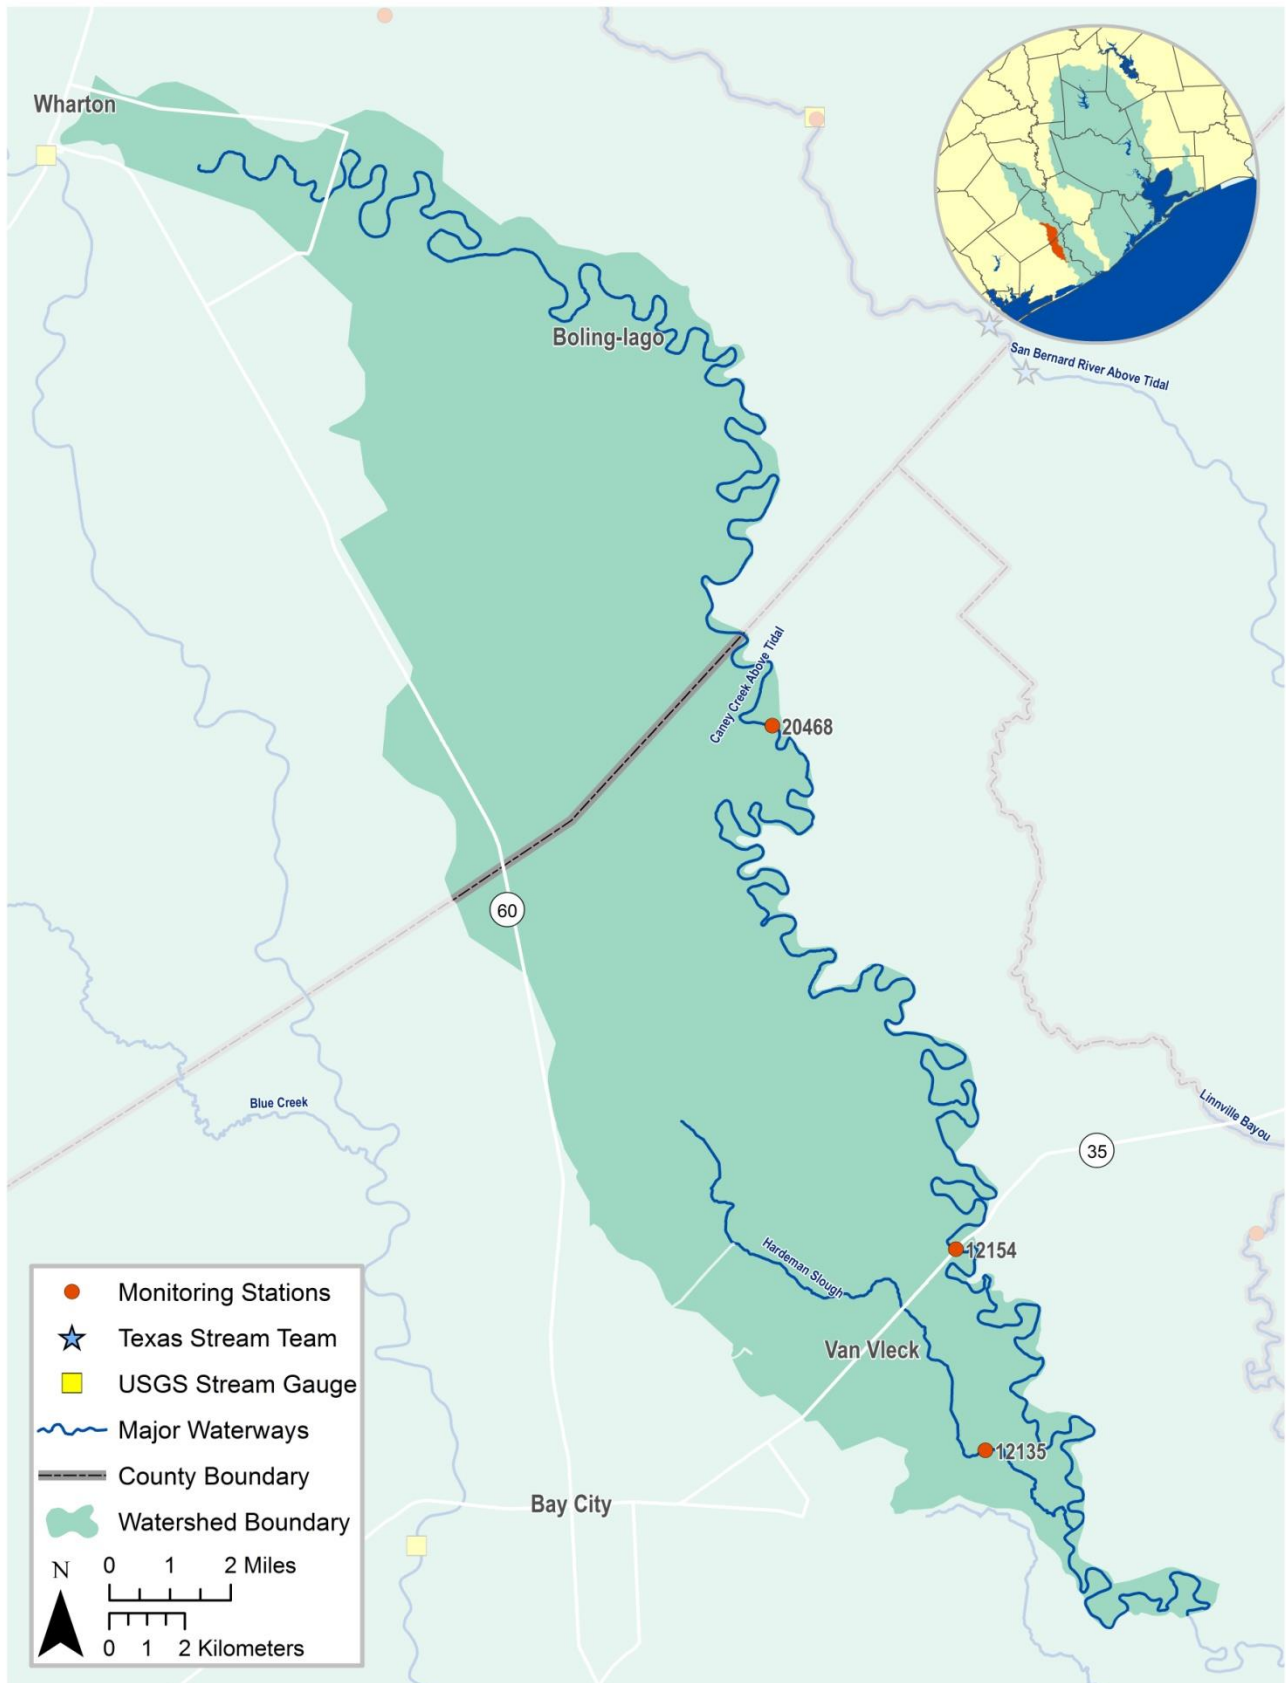 Wharton
Boling-Iago
San Bernard River Above Tidal
Caney Creek Above Tidal
20468
60
Blue Creek
Linnville Bayou
35
12154
Hardeman Slough
Van Vleck
12135
Bay City
Monitoring Stations
Texas Stream Team
USGS Stream Gauge
Major Waterways
County Boundary
Watershed Boundary
N
0 1 2 Miles
0 1 2 Kilometers